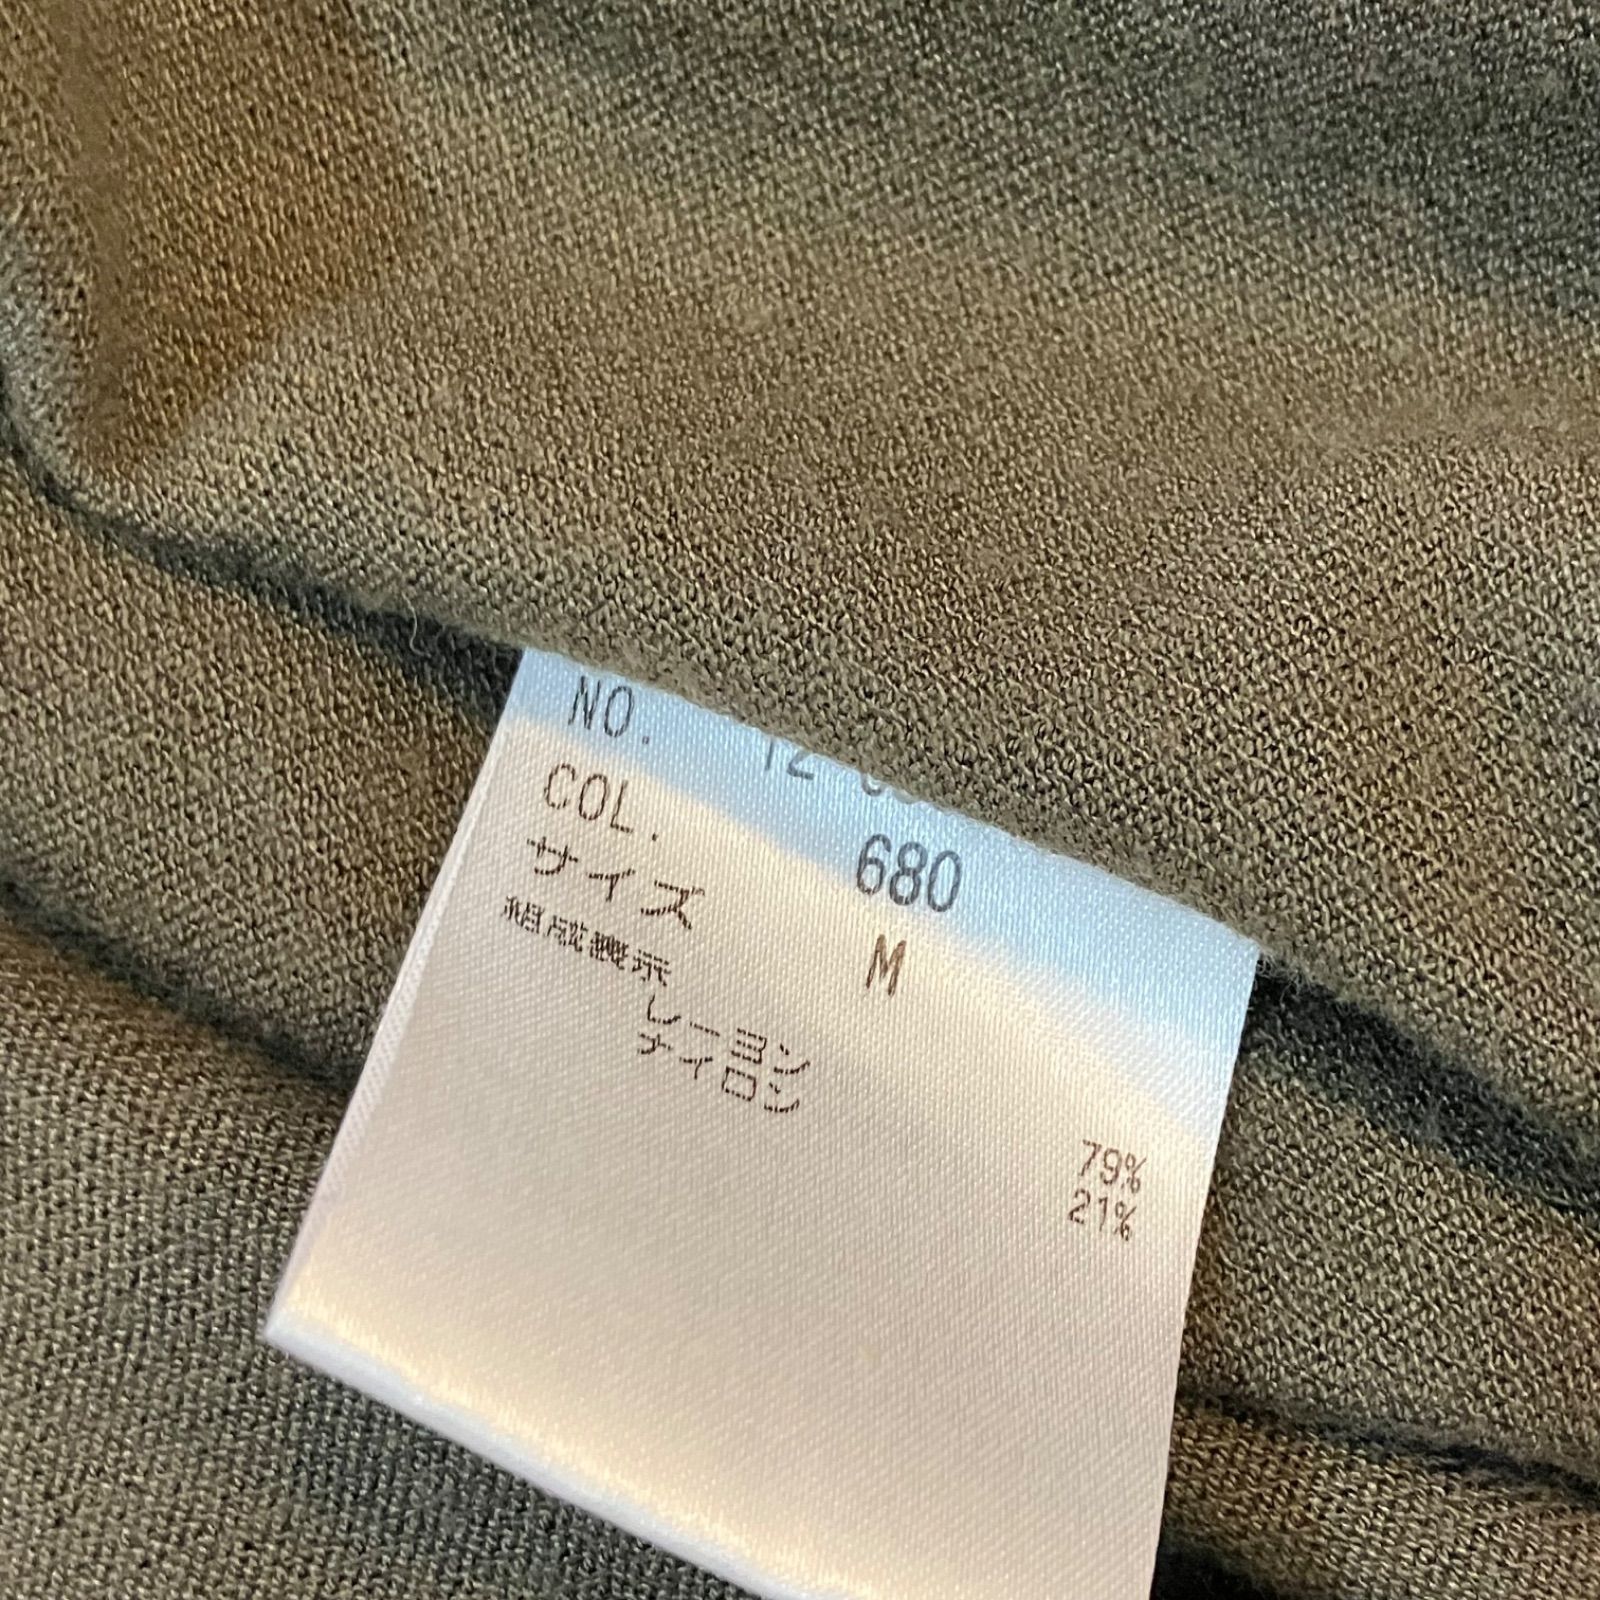 NO. 12
COL. 680
サイズ M
組成表示
レーヨン 79%
ナイロン 21%